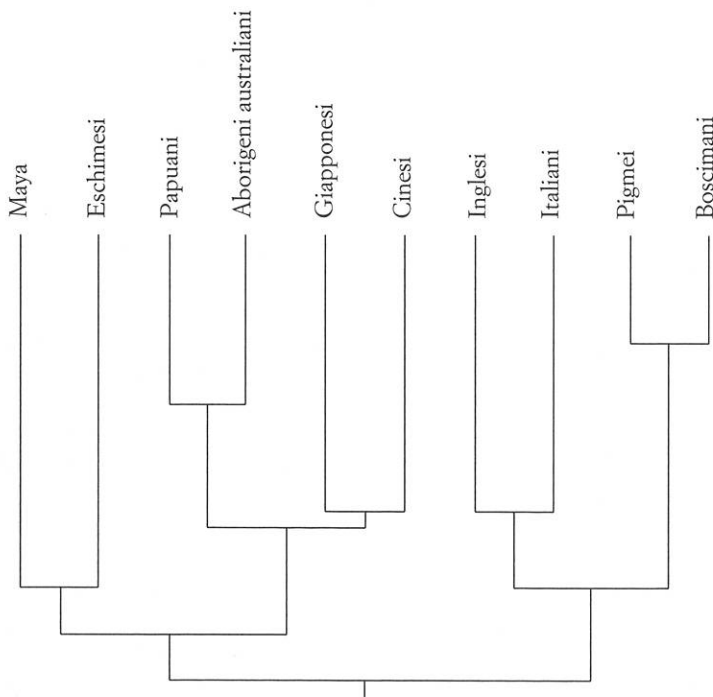 Maya
Eschimesi
Papuani
Aborigeni australiani
Giapponesi
Cinesi
Inglesi
Italiani
Pigmei
Boscimani